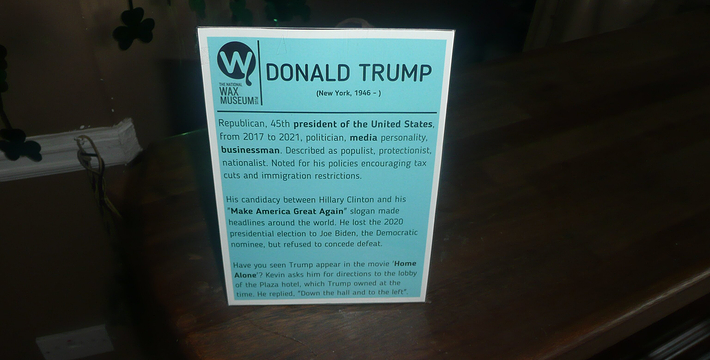 W
THE NATIONAL
WAX
MUSEUM
DONALD TRUMP
(New York, 1946 - )
Republican, 45th president of the United States,
from 2017 to 2021, politician, media personality,
businessman. Described as populist, protectionist,
nationalist. Noted for his policies encouraging tax
cuts and immigration restrictions.
His candidacy between Hillary Clinton and his
"Make America Great Again" slogan made
headlines around the world. He lost the 2020
presidential election to Joe Biden, the Democratic
nominee, but refused to concede defeat.
Have you seen Trump appear in the movie 'Home
Alone'? Kevin asks him for directions to the lobby
of the Plaza hotel, which Trump owned at the
time. He replied, "Down the hall and to the left".